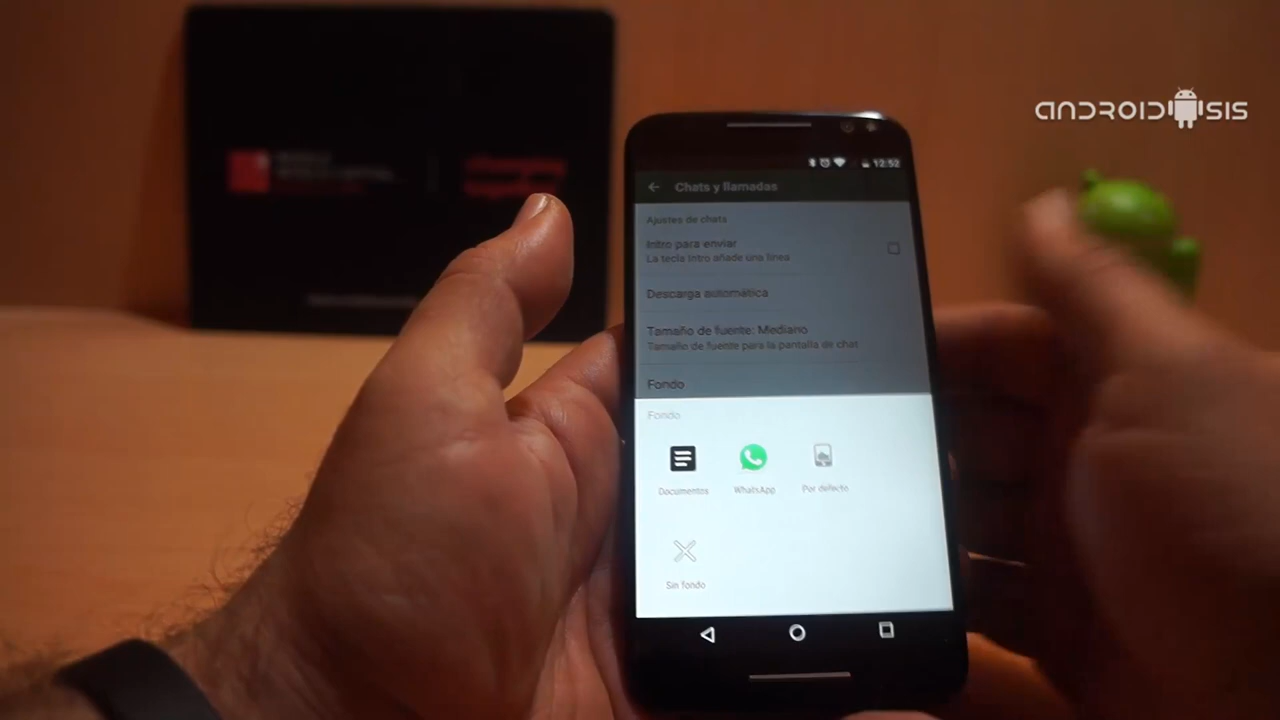 ANDROIDSIS
12:52
Chats y llamadas
Ajustes de chat
Intro para enviar
La tecla Intro añade una línea
Descarga automática
Tamaño de fuente: Mediano
Tamaño de fuente para la pantalla de chat
Fondo
Fondo
Documentos
WhatsApp
Por defecto
Sin fondo